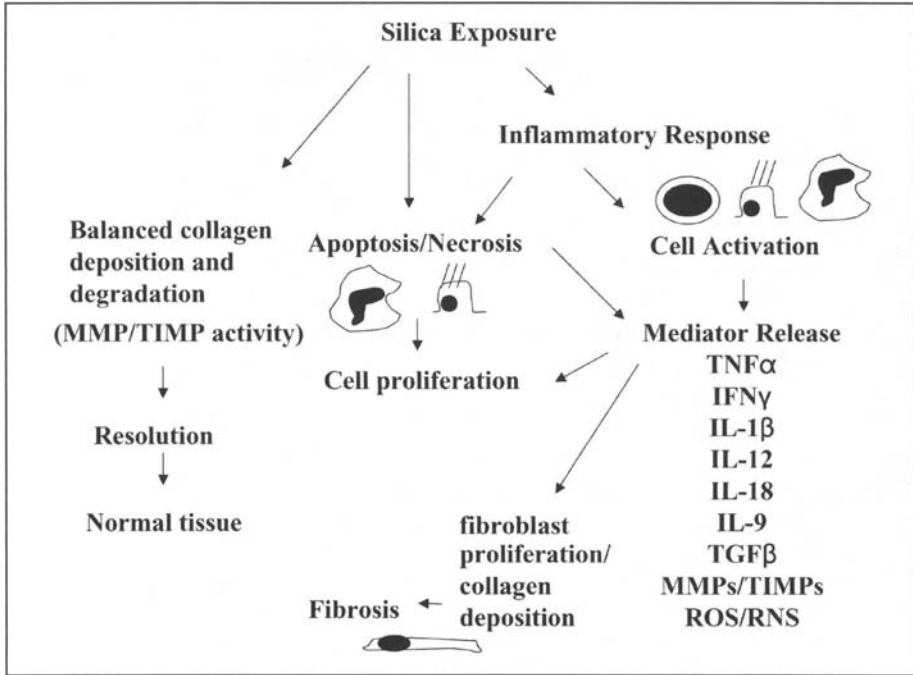 Silica Exposure
Inflammatory Response
Balanced collagen
deposition and
degradation
(MMP/TIMP activity)
Apoptosis/Necrosis
Cell Activation
Mediator Release
TNFα
IFNγ
IL-1β
IL-12
IL-18
IL-9
TGFβ
MMPs/TIMPs
ROS/RNS
Cell proliferation
Resolution
Normal tissue
fibroblast
proliferation/
collagen
deposition
Fibrosis